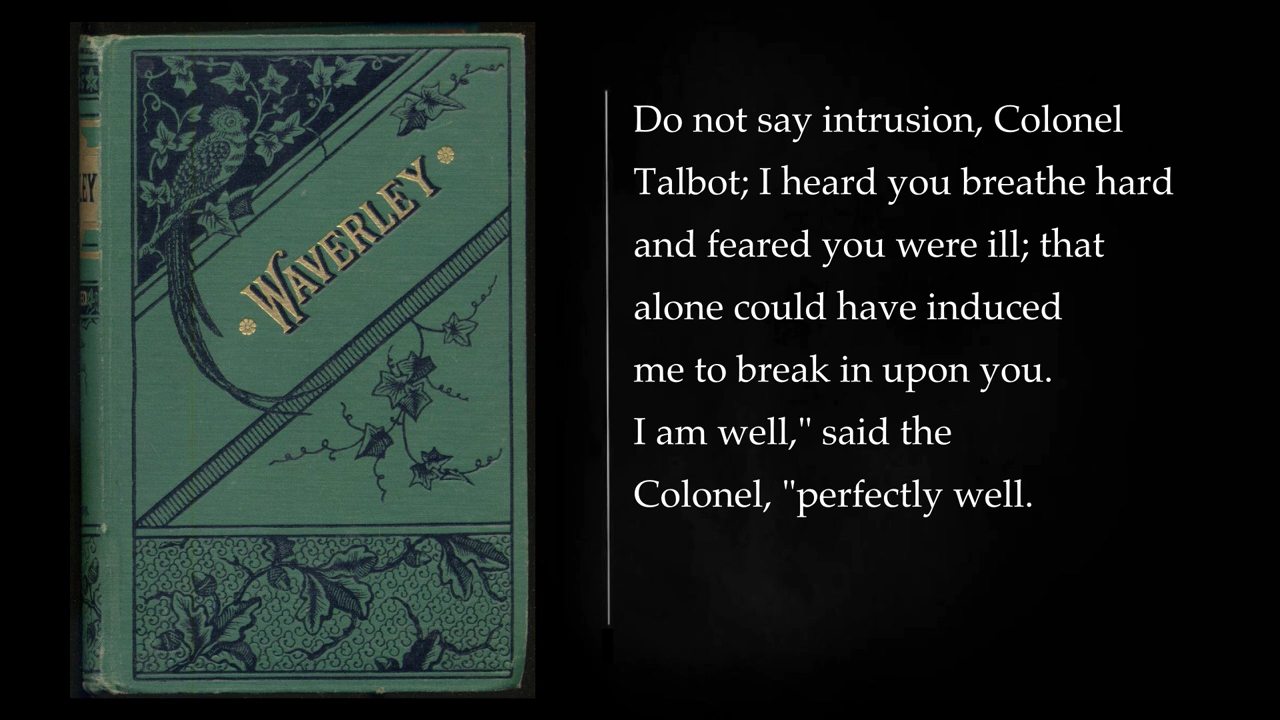 WAVERLEY
EY
Do not say intrusion, Colonel
Talbot; I heard you breathe hard
and feared you were ill; that
alone could have induced
me to break in upon you.
I am well," said the
Colonel, "perfectly well.